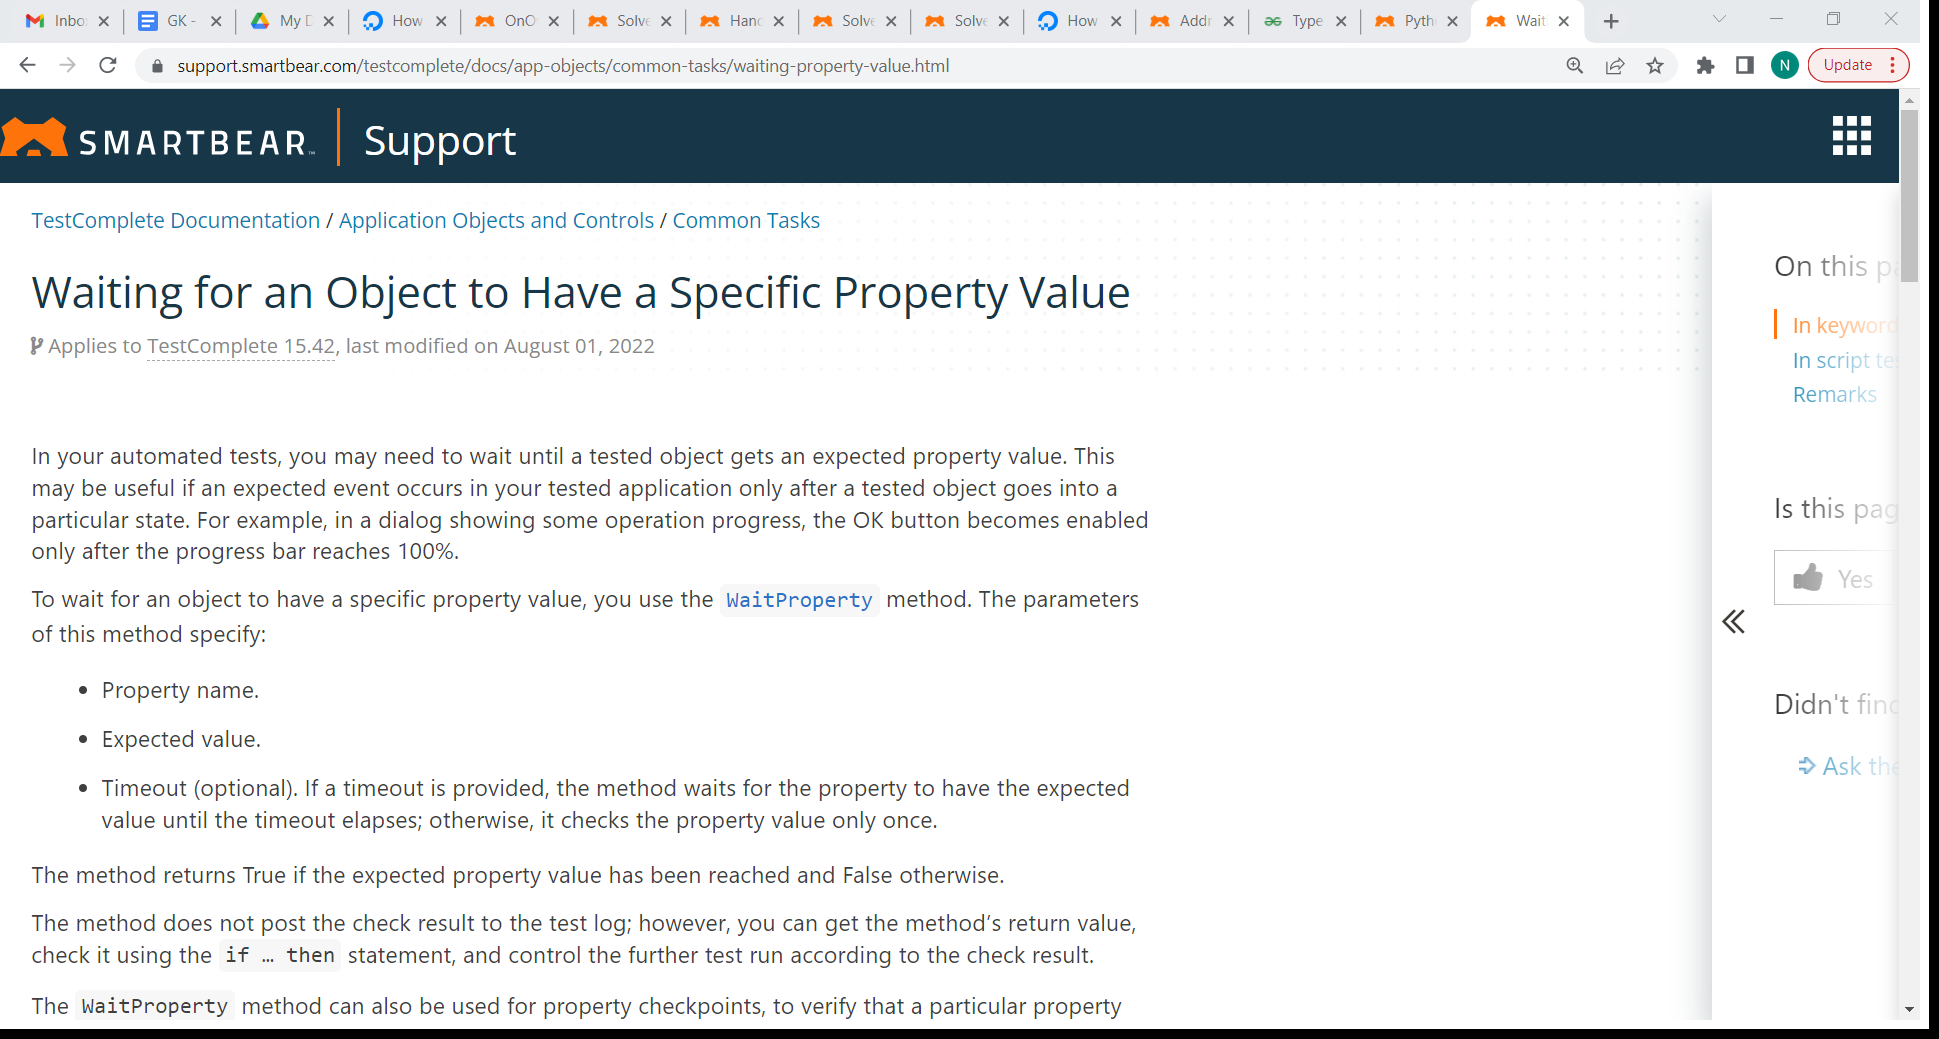 Inbo GK - My D How OnO Solve Hanc Solve Solve How Addr Type Pyth Wait
support.smartbear.com/testcomplete/docs/app-objects/common-tasks/waiting-property-value.html N Update
SMARTBEAR™ Support
TestComplete Documentation / Application Objects and Controls / Common Tasks
Waiting for an Object to Have a Specific Property Value
Applies to TestComplete 15.42, last modified on August 01, 2022
In your automated tests, you may need to wait until a tested object gets an expected property value. This
may be useful if an expected event occurs in your tested application only after a tested object goes into a
particular state. For example, in a dialog showing some operation progress, the OK button becomes enabled
only after the progress bar reaches 100%.
To wait for an object to have a specific property value, you use the WaitProperty method. The parameters
of this method specify:
• Property name.
• Expected value.
• Timeout (optional). If a timeout is provided, the method waits for the property to have the expected
value until the timeout elapses; otherwise, it checks the property value only once.
The method returns True if the expected property value has been reached and False otherwise.
The method does not post the check result to the test log; however, you can get the method’s return value,
check it using the if … then statement, and control the further test run according to the check result.
The WaitProperty method can also be used for property checkpoints, to verify that a particular property
On this pa
In keyword
In script te
Remarks
Is this pag
Yes
Didn't find
Ask the